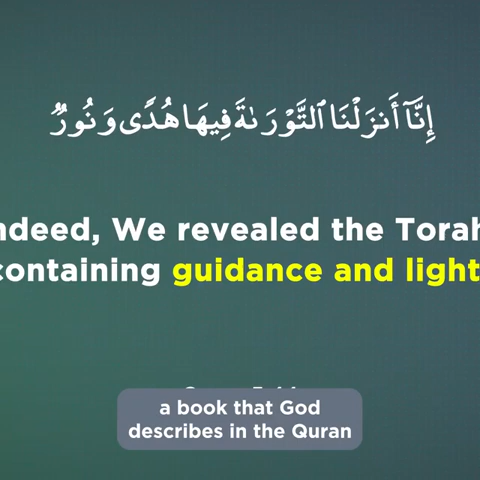 إِنَّآ أَنزَلْنَا ٱلتَّوْرَىٰةَ فِيهَا هُدًى وَنُورٌ
ndeed, We revealed the Torah
containing guidance and light
a book that God
describes in the Quran